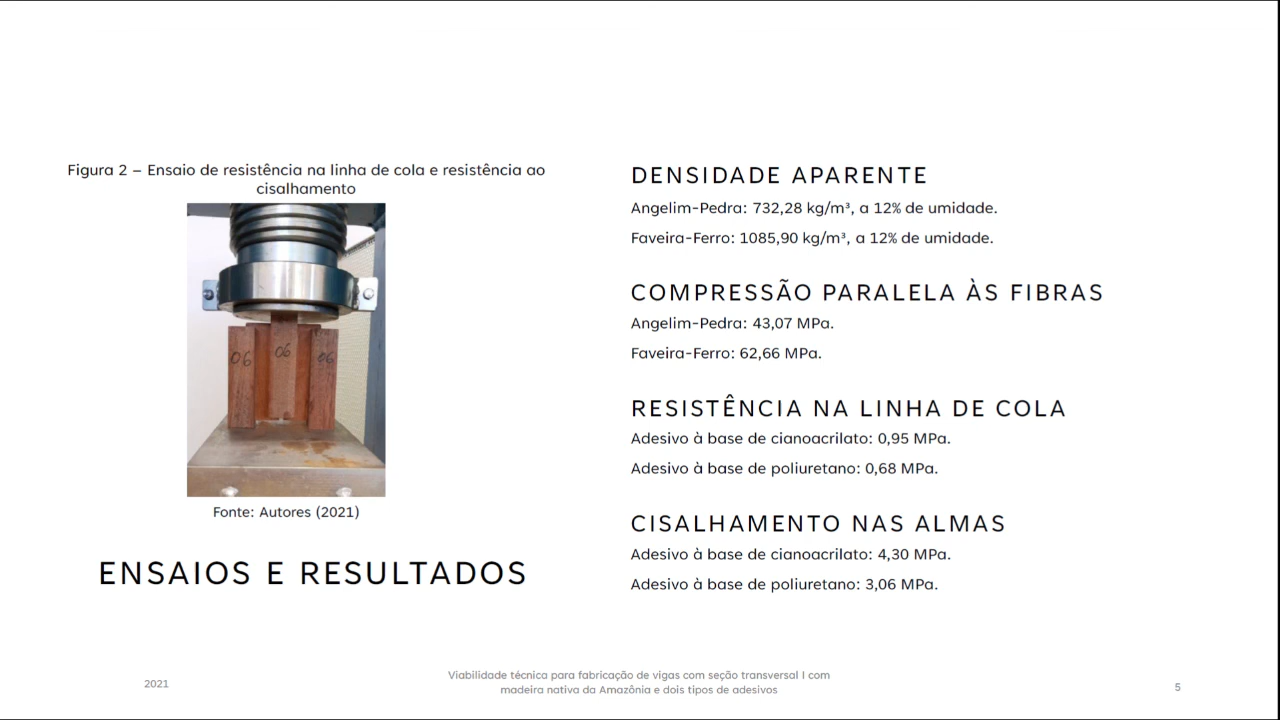 Figura 2 – Ensaio de resistência na linha de cola e resistência ao
cisalhamento
06
06
06
Fonte: Autores (2021)
ENSAIOS E RESULTADOS
DENSIDADE APARENTE
Angelim-Pedra: 732,28 kg/m³, a 12% de umidade.
Faveira-Ferro: 1085,90 kg/m³, a 12% de umidade.
COMPRESSÃO PARALELA ÀS FIBRAS
Angelim-Pedra: 43,07 MPa.
Faveira-Ferro: 62,66 MPa.
RESISTÊNCIA NA LINHA DE COLA
Adesivo à base de cianoacrilato: 0,95 MPa.
Adesivo à base de poliuretano: 0,68 MPa.
CISALHAMENTO NAS ALMAS
Adesivo à base de cianoacrilato: 4,30 MPa.
Adesivo à base de poliuretano: 3,06 MPa.
2021
Viabilidade técnica para fabricação de vigas com seção transversal I com
madeira nativa da Amazônia e dois tipos de adesivos
5